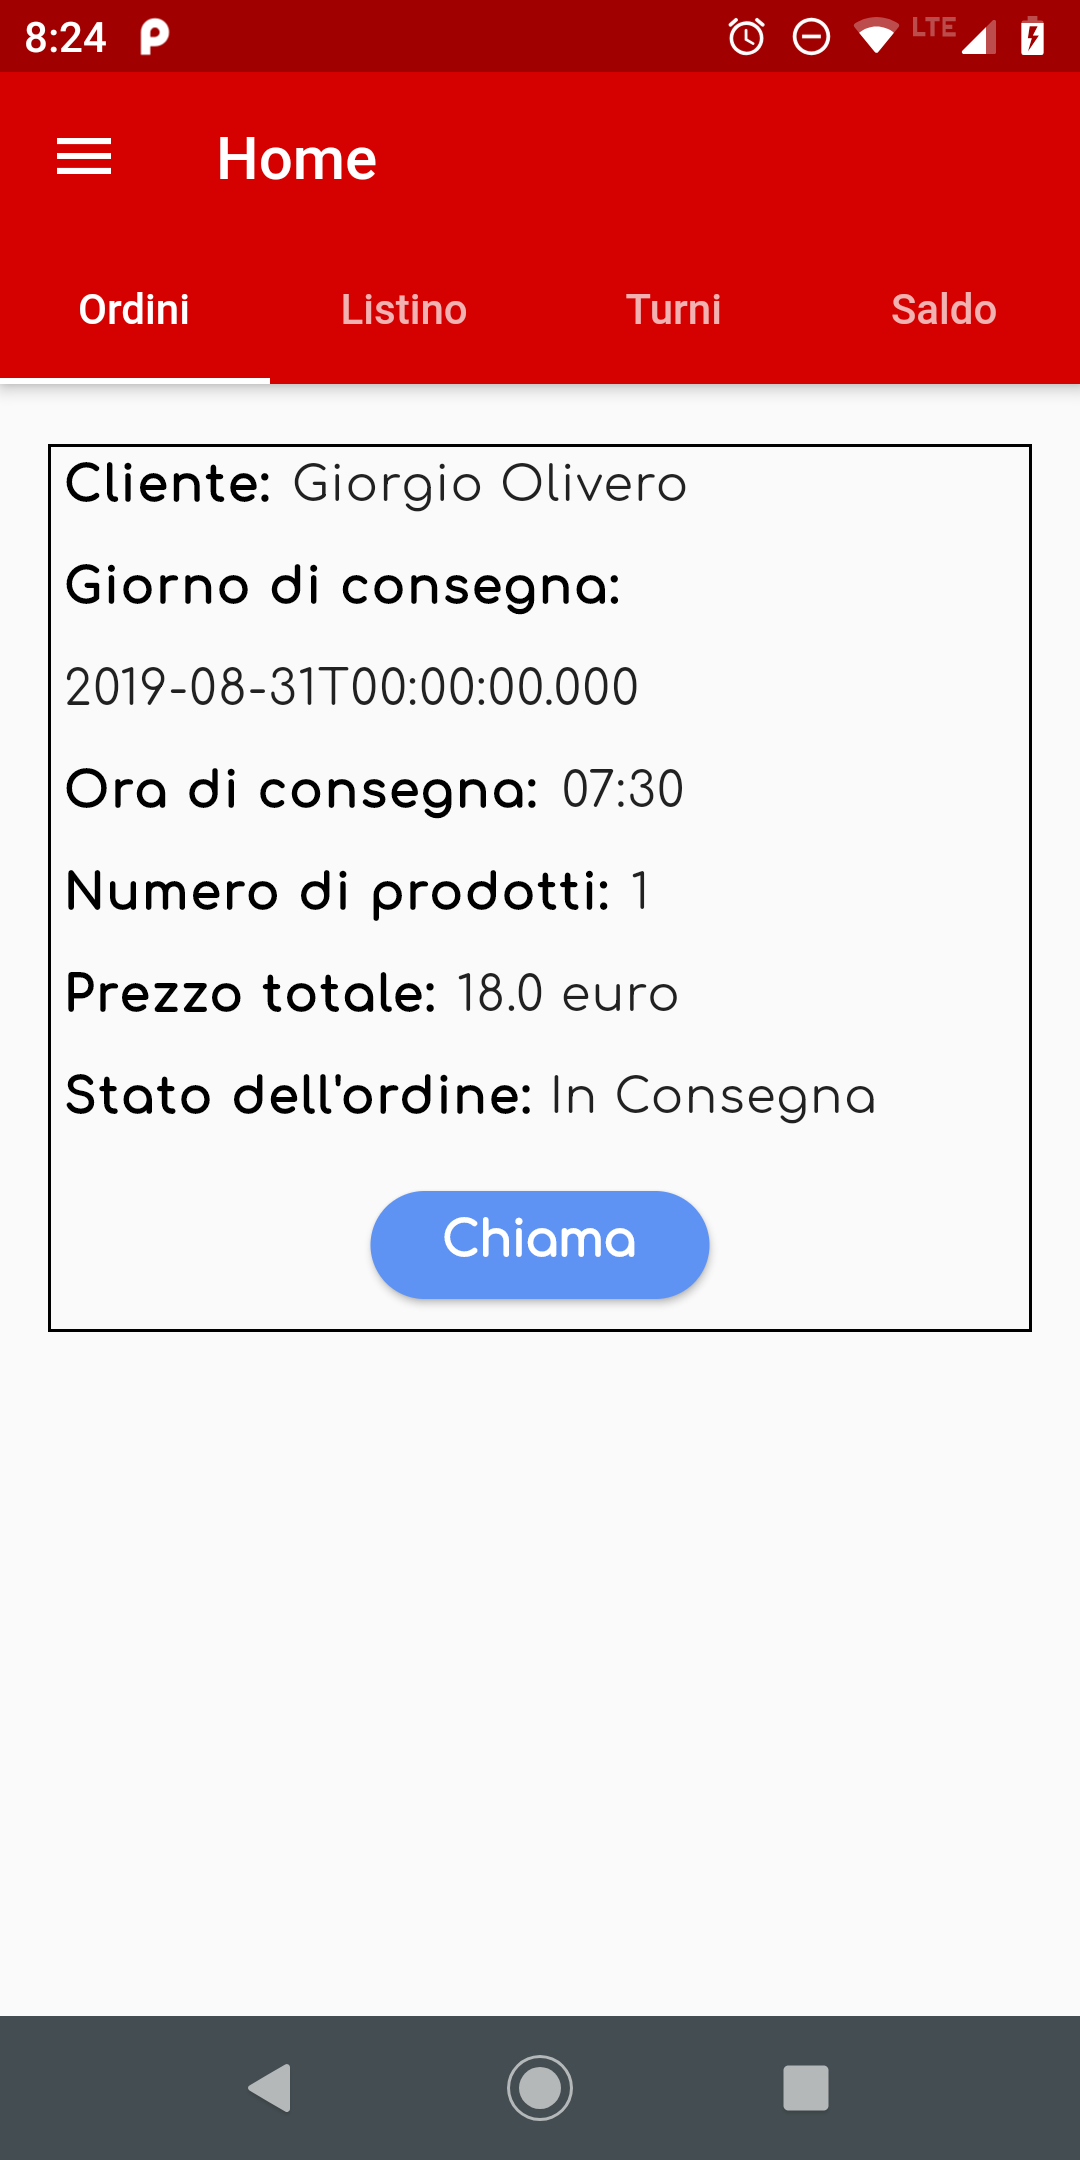 8:24
LTE
Home
Ordini
Listino
Turni
Saldo
Cliente: Giorgio Olivero
Giorno di consegna:
2019-08-31T00:00:00.000
Ora di consegna: 07:30
Numero di prodotti: 1
Prezzo totale: 18.0 euro
Stato dell'ordine: In Consegna
Chiama